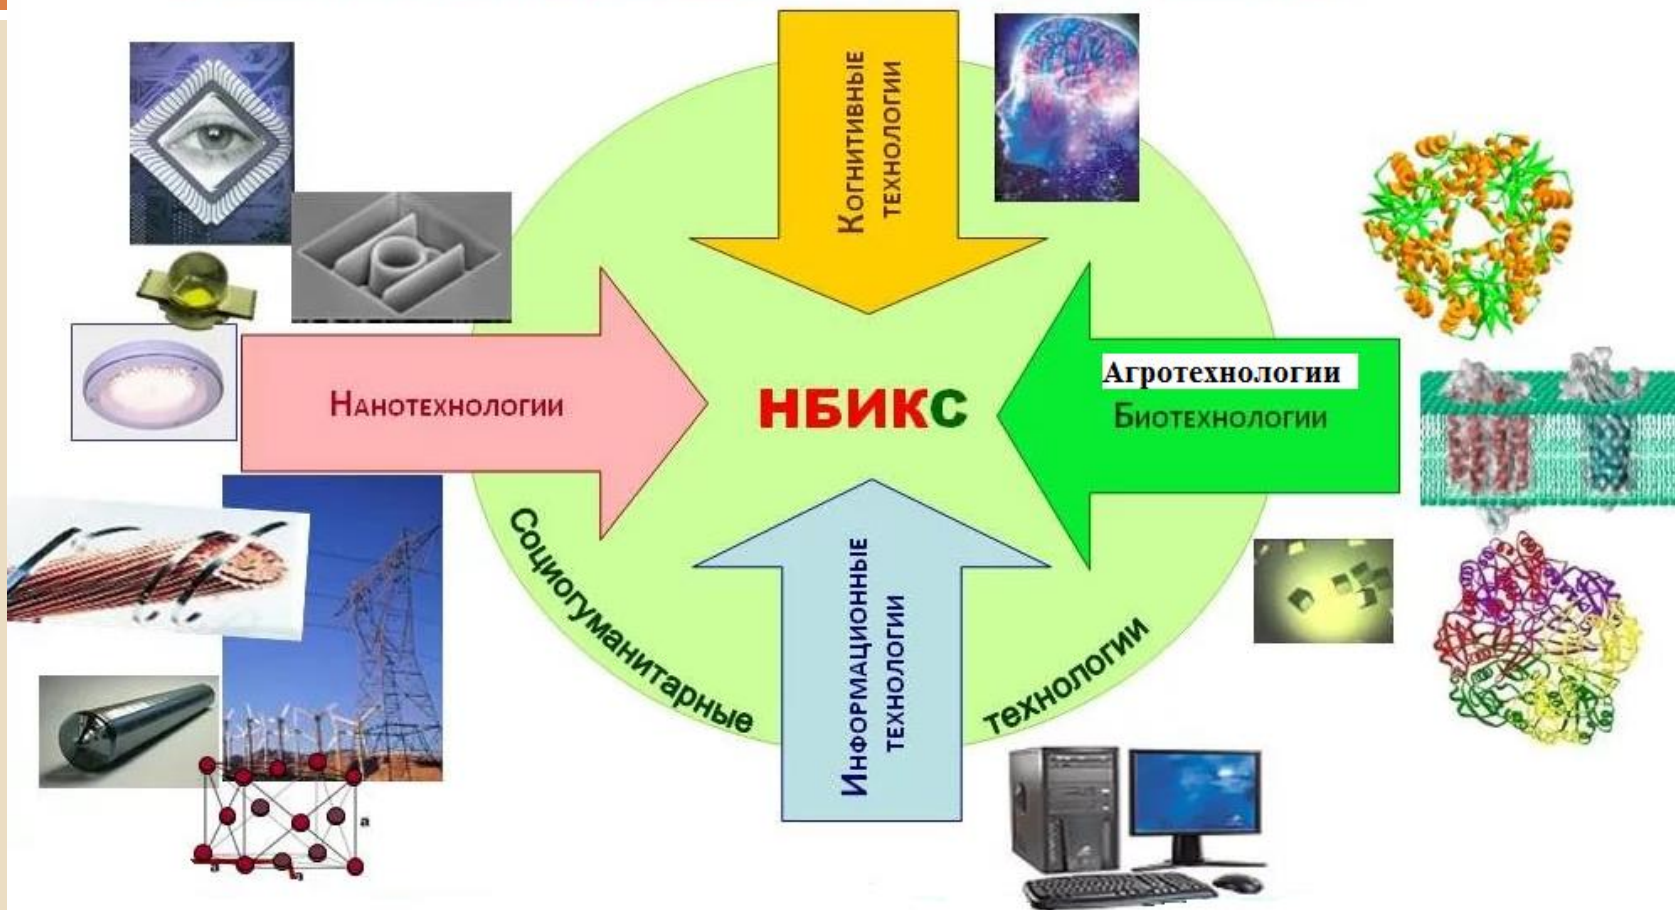 Когнитивные
технологии
Нанотехнологии
НБИКС
Агротехнологии
Биотехнологии
Социогуманитарные
технологии
Информационные
технологии
a
a
a